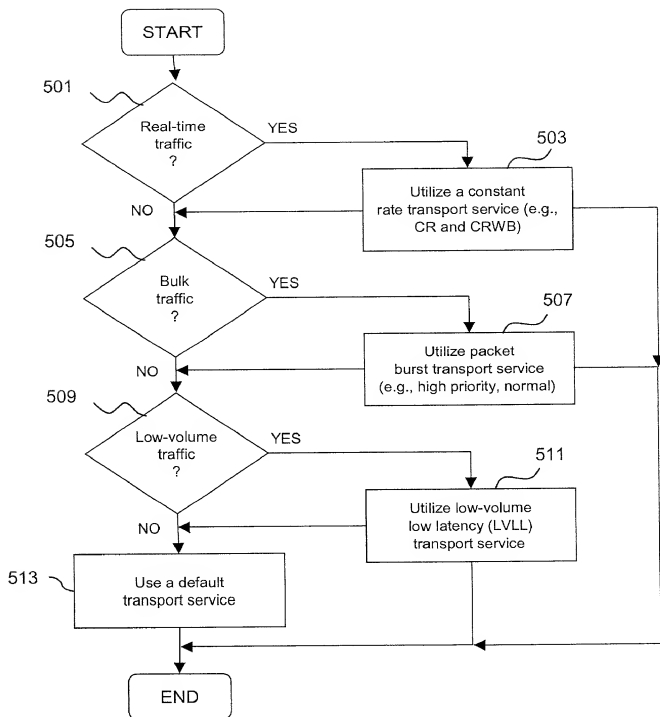 START
501
Real-time
traffic
?
YES
503
Utilize a constant
rate transport service (e.g.,
CR and CRWB)
NO
505
Bulk
traffic
?
YES
507
Utilize packet
burst transport service
(e.g., high priority, normal)
NO
509
Low-volume
traffic
?
YES
511
Utilize low-volume
low latency (LVLL)
transport service
NO
513
Use a default
transport service
END